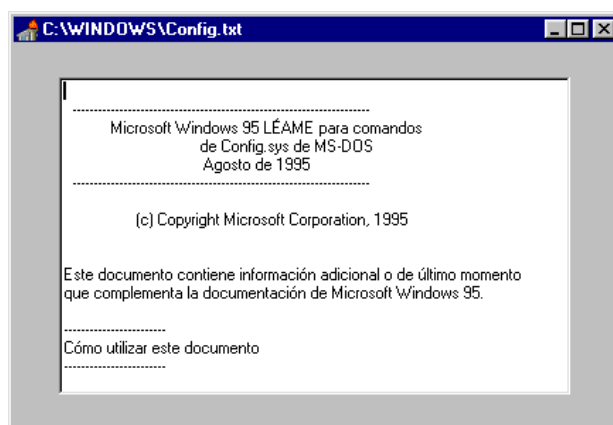 C:\WINDOWS\Config.txt
----------------------------------------------------------------------
Microsoft Windows 95 LÉAME para comandos
de Config.sys de MS-DOS
Agosto de 1995
----------------------------------------------------------------------
(c) Copyright Microsoft Corporation, 1995
Este documento contiene información adicional o de último momento
que complementa la documentación de Microsoft Windows 95.
------------------------
Cómo utilizar este documento
------------------------